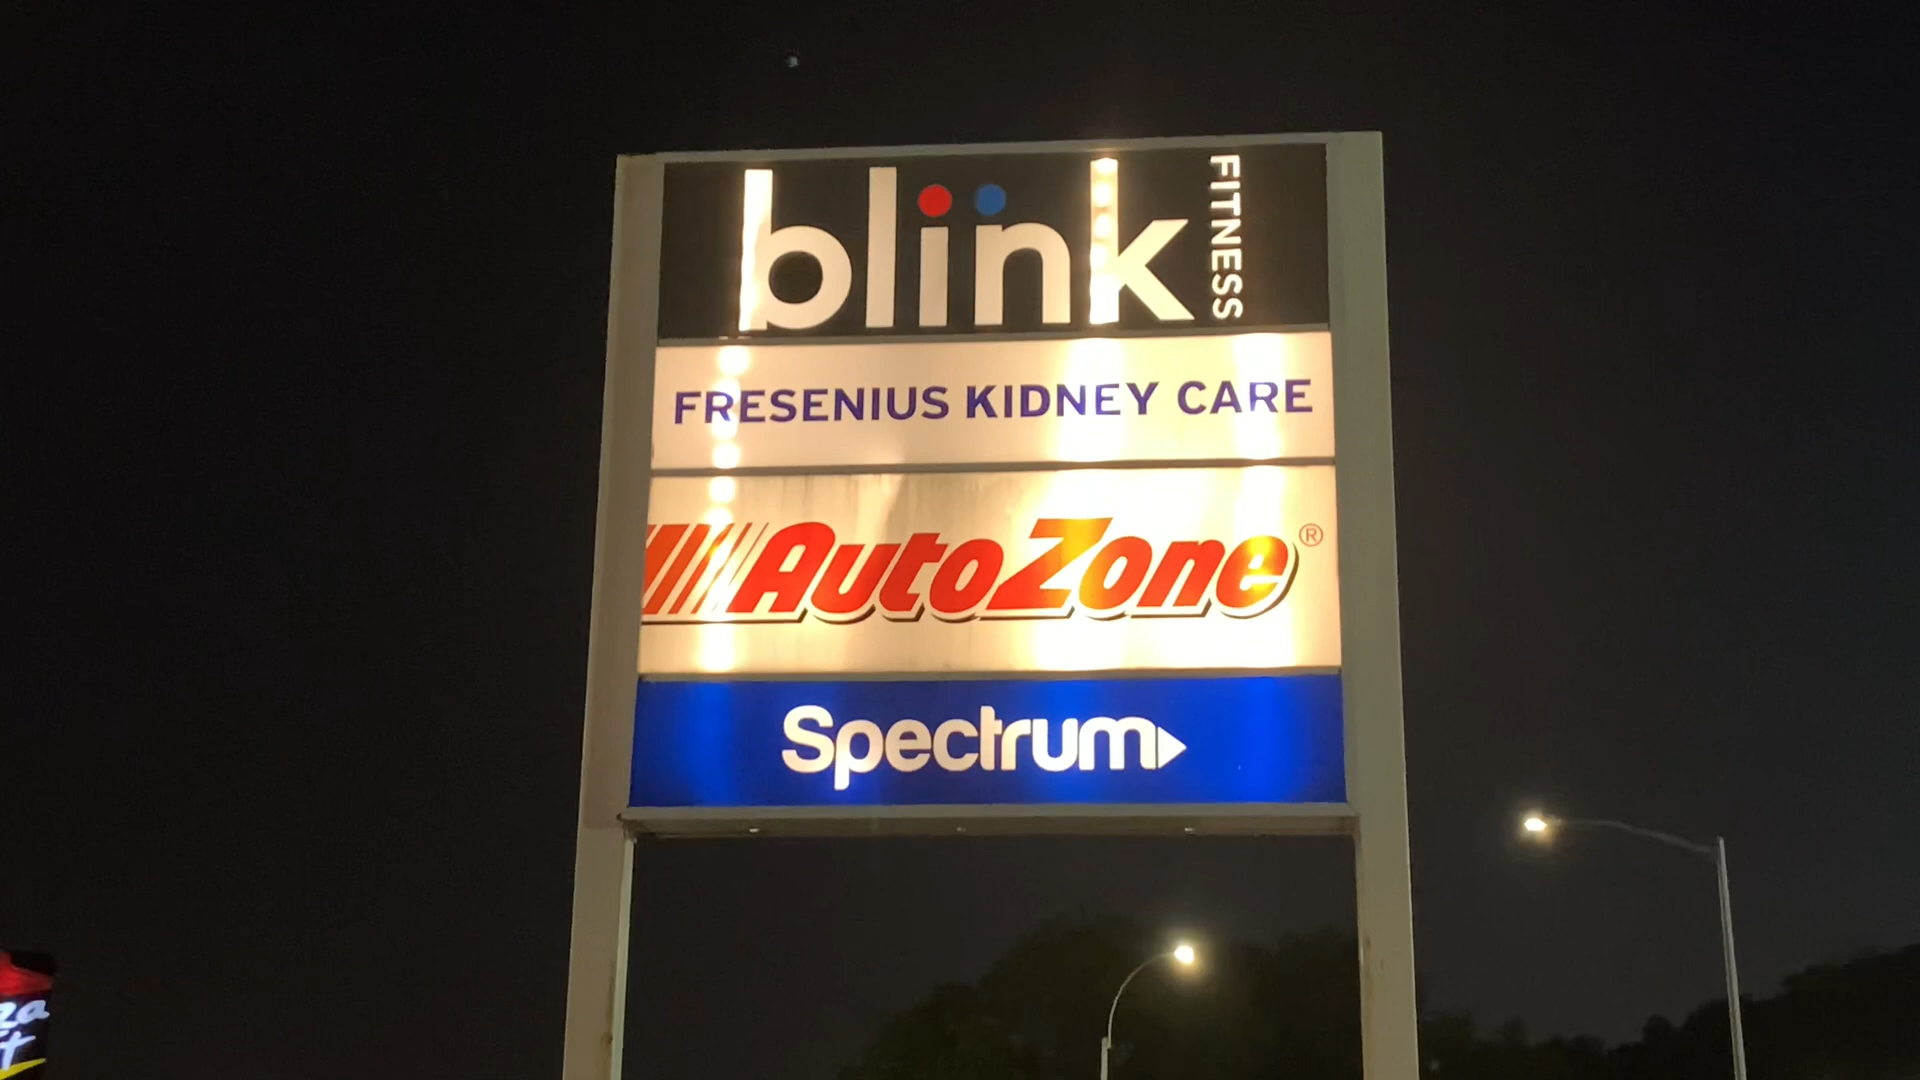 blink
FITNESS
FRESENIUS KIDNEY CARE
AutoZone®
Spectrum